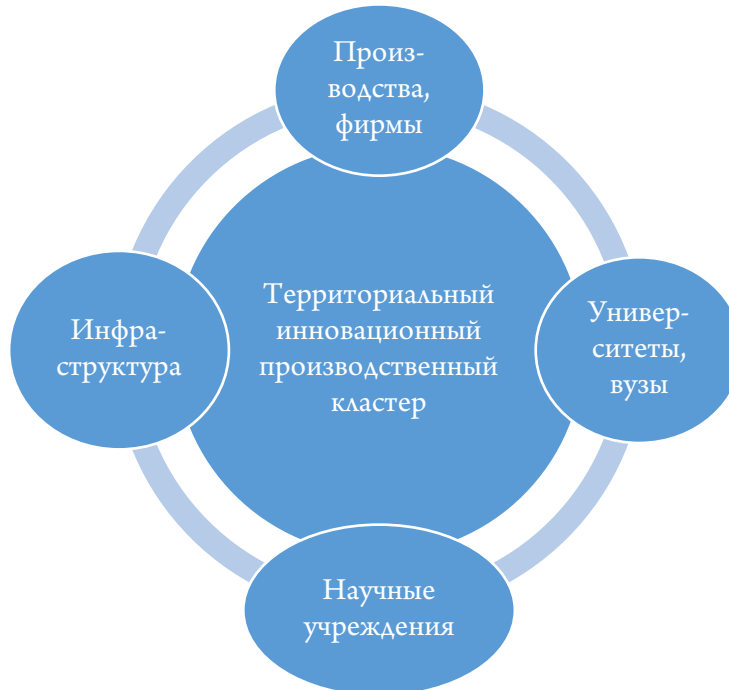 Произ-
водства,
фирмы
Территориальный
инновационный
производственный
кластер
Инфра-
структура
Универ-
ситеты,
вузы
Научные
учреждения